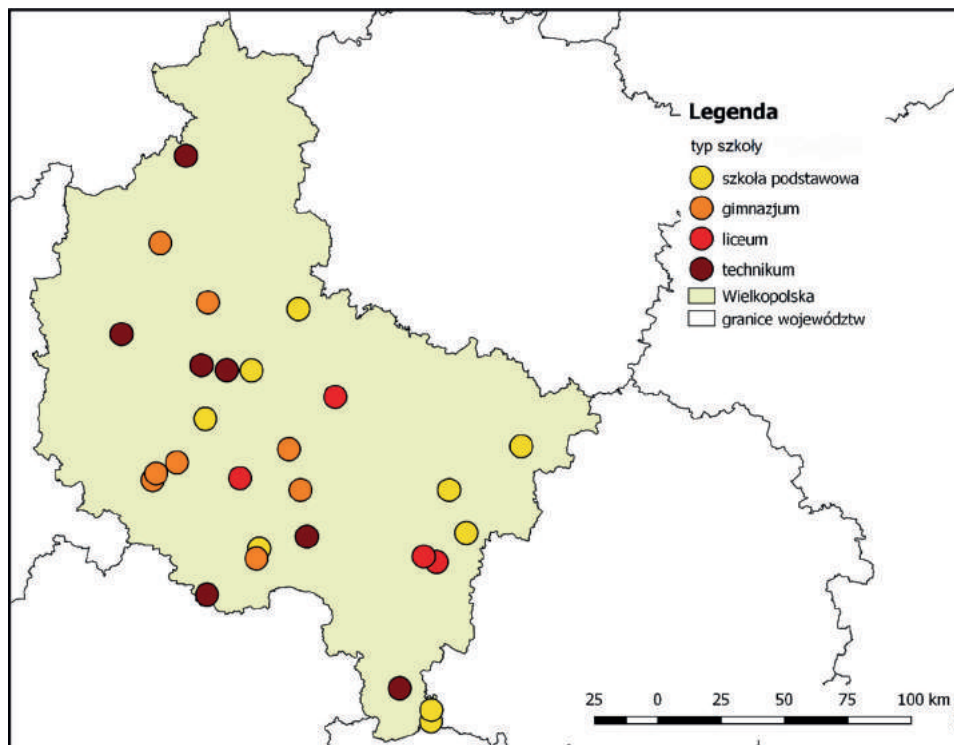 Legenda
typ szkoły
szkoła podstawowa
gimnazjum
liceum
technikum
Wielkopolska
granice województw
25 0 25 50 75 100 km